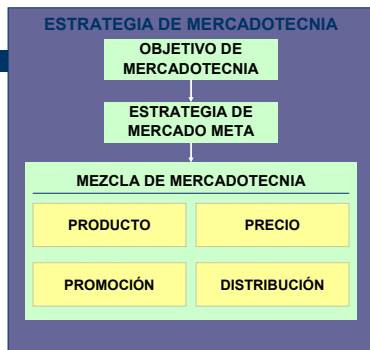 ESTRATEGIA DE MERCADOTECNIA
OBJETIVO DE
MERCADOTECNIA
ESTRATEGIA DE
MERCADO META
MEZCLA DE MERCADOTECNIA
PRODUCTO
PRECIO
PROMOCIÓN
DISTRIBUCIÓN